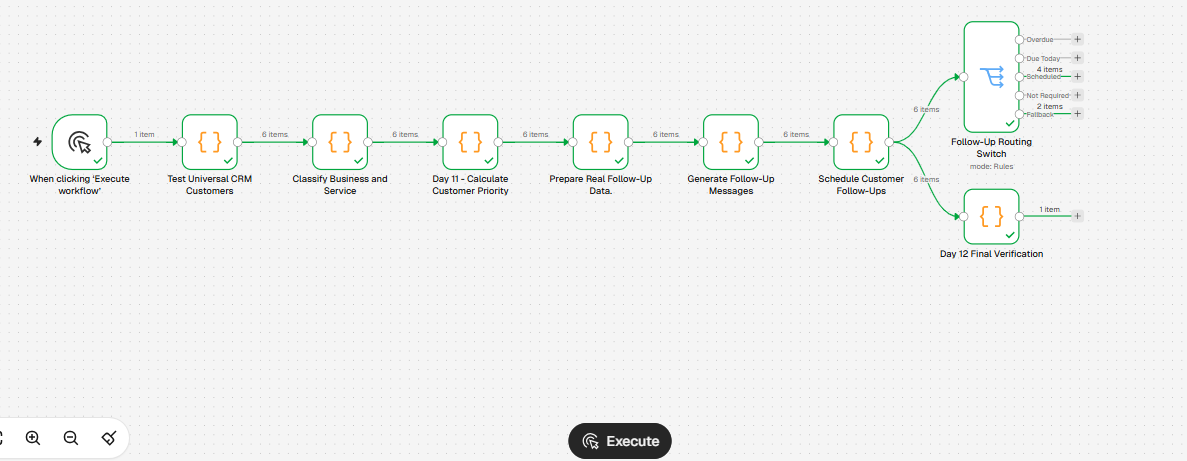 Overdue
Due Today
4 items
Scheduled
Not Required
2 items
Fallback
6 items
Follow-Up Routing
Switch
mode: Rules
1 item
6 items
6 items
6 items
6 items
6 items
When clicking ‘Execute
workflow’
Test Universal CRM
Customers
Classify Business and
Service
Day 11 - Calculate
Customer Priority
Prepare Real Follow-Up
Data.
Generate Follow-Up
Messages
Schedule Customer
Follow-Ups
6 items
1 item
Day 12 Final Verification
Execute